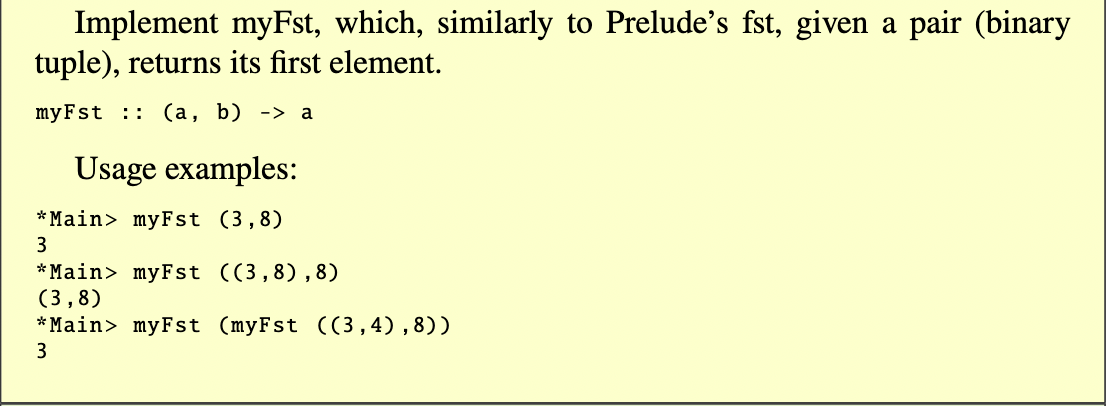 Implement myFst, which, similarly to Prelude’s fst, given a pair (binary
tuple), returns its first element.
myFst :: (a, b) -> a
Usage examples:
*Main> myFst (3,8)
3
*Main> myFst ((3,8),8)
(3,8)
*Main> myFst (myFst ((3,4),8))
3